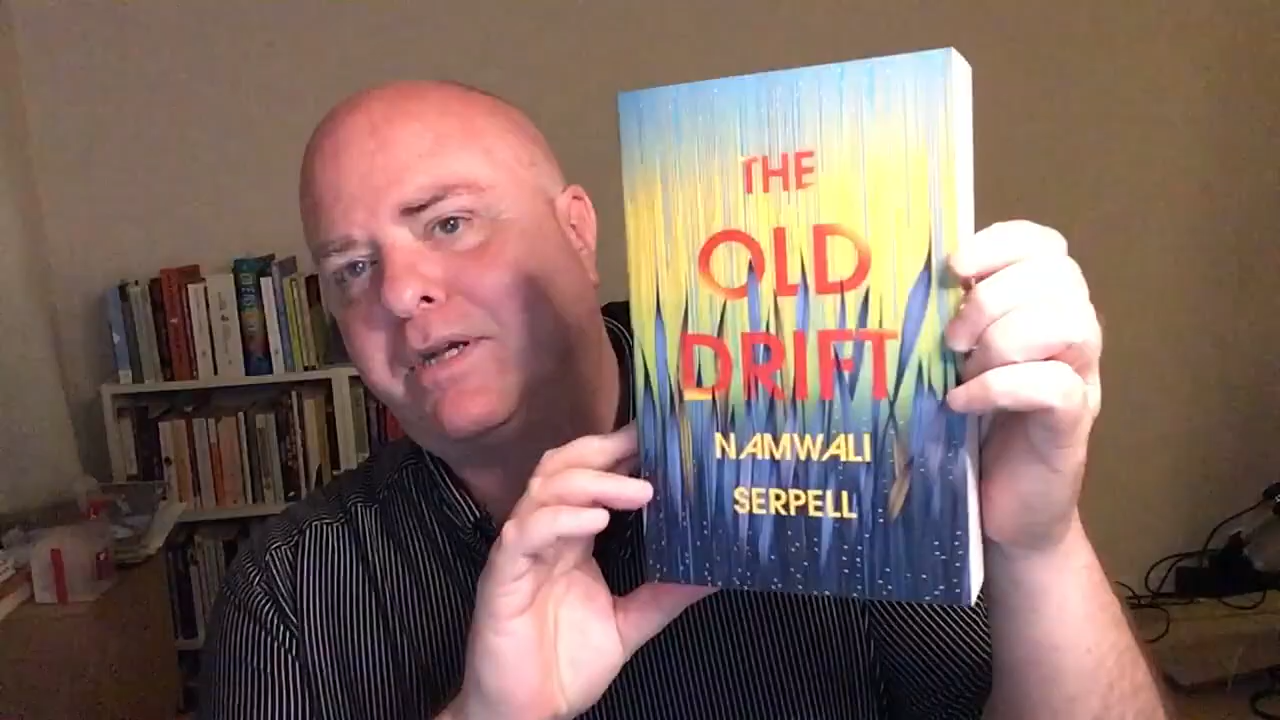 THE
OLD
DRIFT
NAMWALI
SERPELL